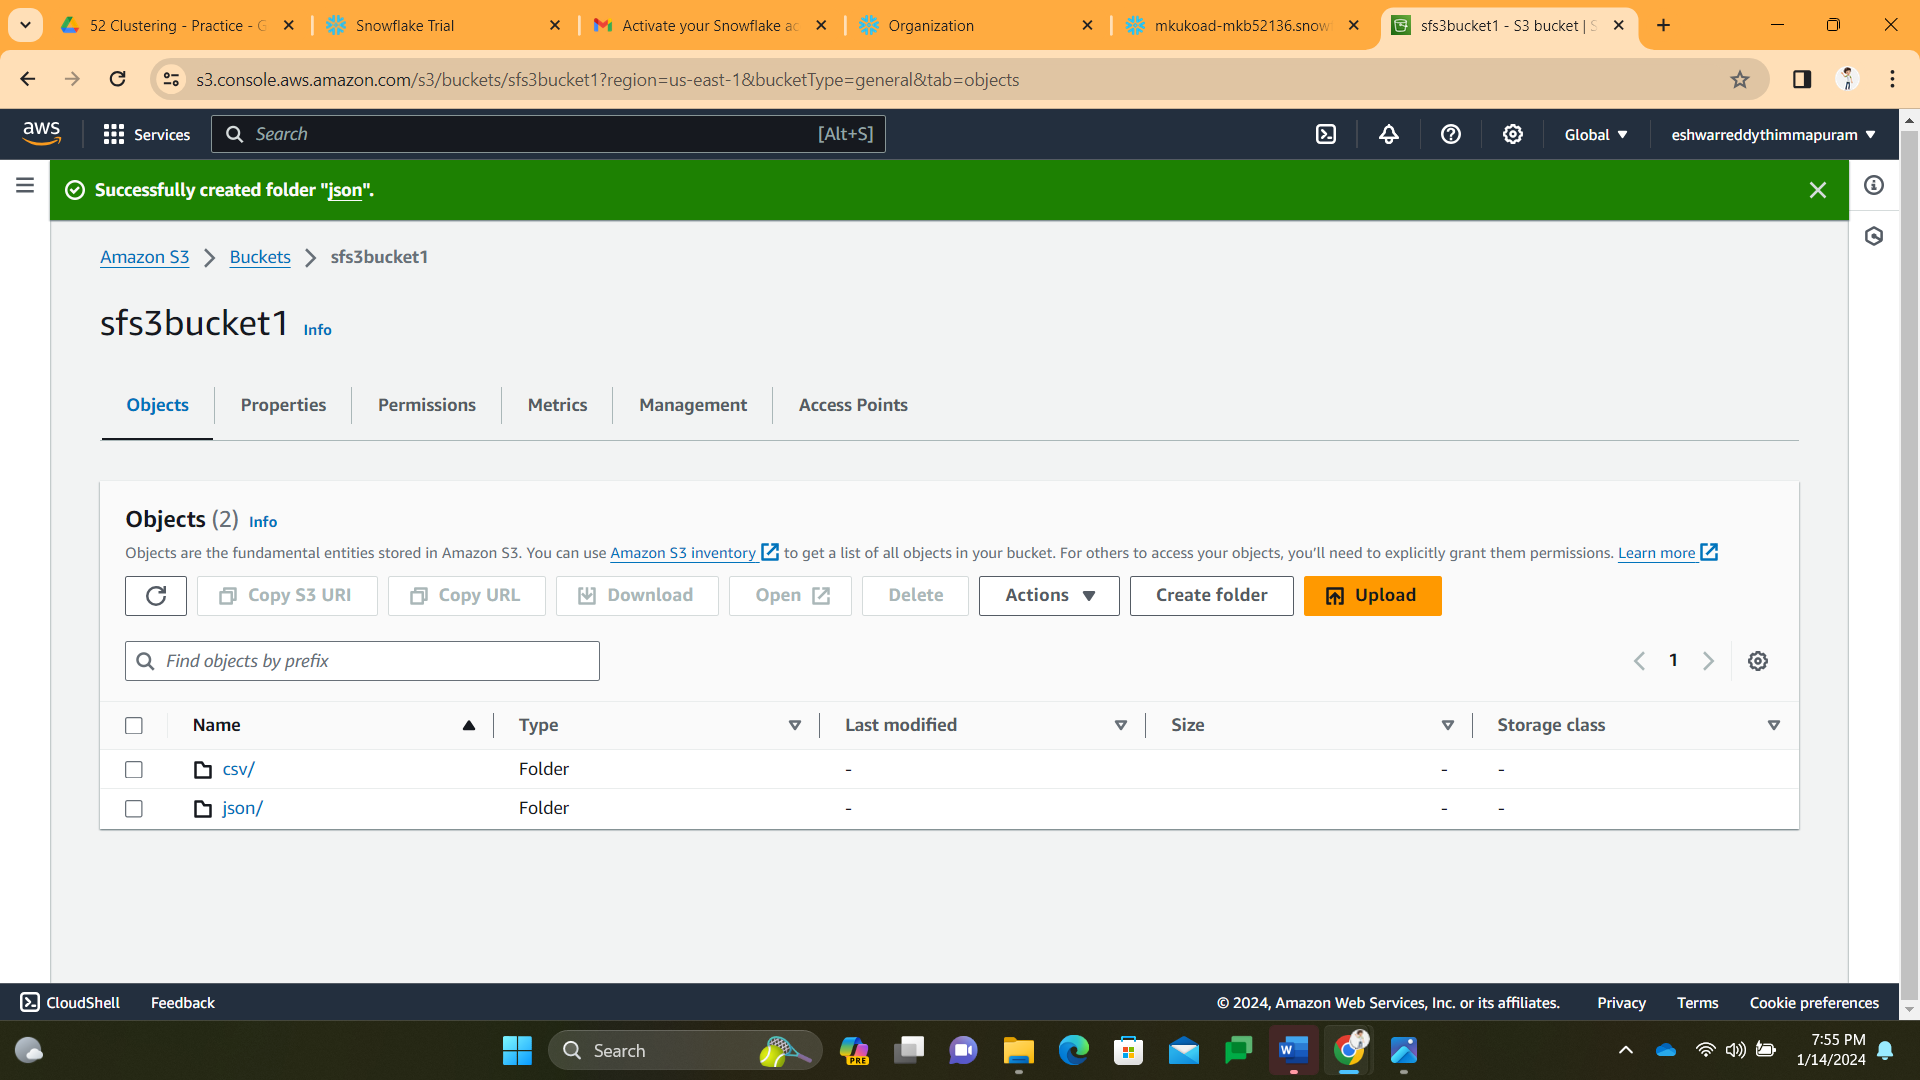 52 Clustering - Practice - G
Snowflake Trial
Activate your Snowflake ac
Organization
mkukoad-mkb52136.snowf
sfs3bucket1 - S3 bucket | S
s3.console.aws.amazon.com/s3/buckets/sfs3bucket1?region=us-east-1&bucketType=general&tab=objects
aws
Services
Search
[Alt+S]
Global
eshwarreddythimmapuram
Successfully created folder "json".
Amazon S3
Buckets
sfs3bucket1
sfs3bucket1 Info
Objects
Properties
Permissions
Metrics
Management
Access Points
Objects (2) Info
Objects are the fundamental entities stored in Amazon S3. You can use Amazon S3 inventory to get a list of all objects in your bucket. For others to access your objects, you’ll need to explicitly grant them permissions. Learn more
Copy S3 URI
Copy URL
Download
Open
Delete
Actions
Create folder
Upload
Find objects by prefix
1
Name
Type
Last modified
Size
Storage class
csv/
Folder
-
-
-
json/
Folder
-
-
-
CloudShell
Feedback
© 2024, Amazon Web Services, Inc. or its affiliates.
Privacy
Terms
Cookie preferences
Search
PRE
W
7:55 PM
1/14/2024